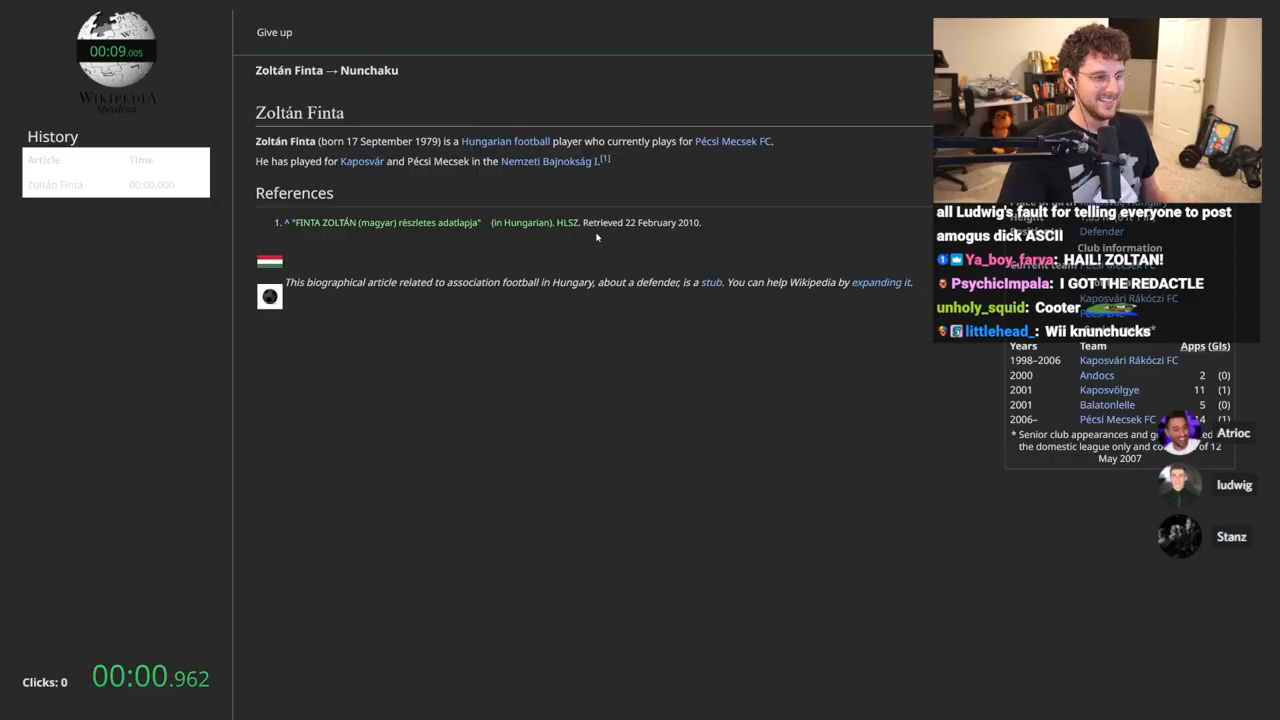 Give up
00:09.005
WIKIPEDIA
Speedrun
Zoltán Finta → Nunchaku
History
Article Time
Zoltán Finta 00:00.000
Zoltán Finta
Zoltán Finta (born 17 September 1979) is a Hungarian football player who currently plays for Pécsi Mecsek FC.
He has played for Kaposvár and Pécsi Mecsek in the Nemzeti Bajnokság I.[1]
References
1. ^ "FINTA ZOLTÁN (magyar) részletes adatlapja" (in Hungarian). HLSZ. Retrieved 22 February 2010.
This biographical article related to association football in Hungary, about a defender, is a stub. You can help Wikipedia by expanding it.
all Ludwig's fault for telling everyone to post
amogus dick ASCII
Defender
Club information
Ya_boy_farva: HAIL! ZOLTAN!
PsychicImpala: I GOT THE REDACTLE
Kaposvári Rákóczi FC
unholy_squid: Cooter
littlehead_: Wii knunchucks
Years Team Apps (Gls)
1998–2006 Kaposvári Rákóczi FC
2000 Andocs 2 (0)
2001 Kaposvölgye 11 (1)
2001 Balatonlelle 5 (0)
2006– Pécsi Mecsek FC 14 (1)
* Senior club appearances and
the domestic league only and of 12
May 2007
Atrioc
ludwig
Stanz
Clicks: 0
00:00.962